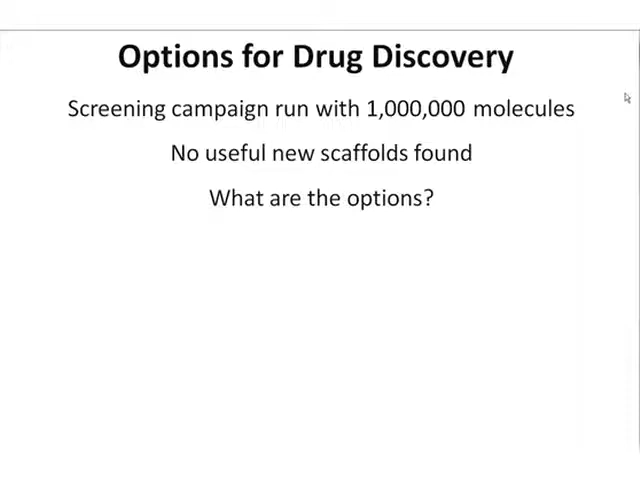 Options for Drug Discovery
Screening campaign run with 1,000,000 molecules
No useful new scaffolds found
What are the options?